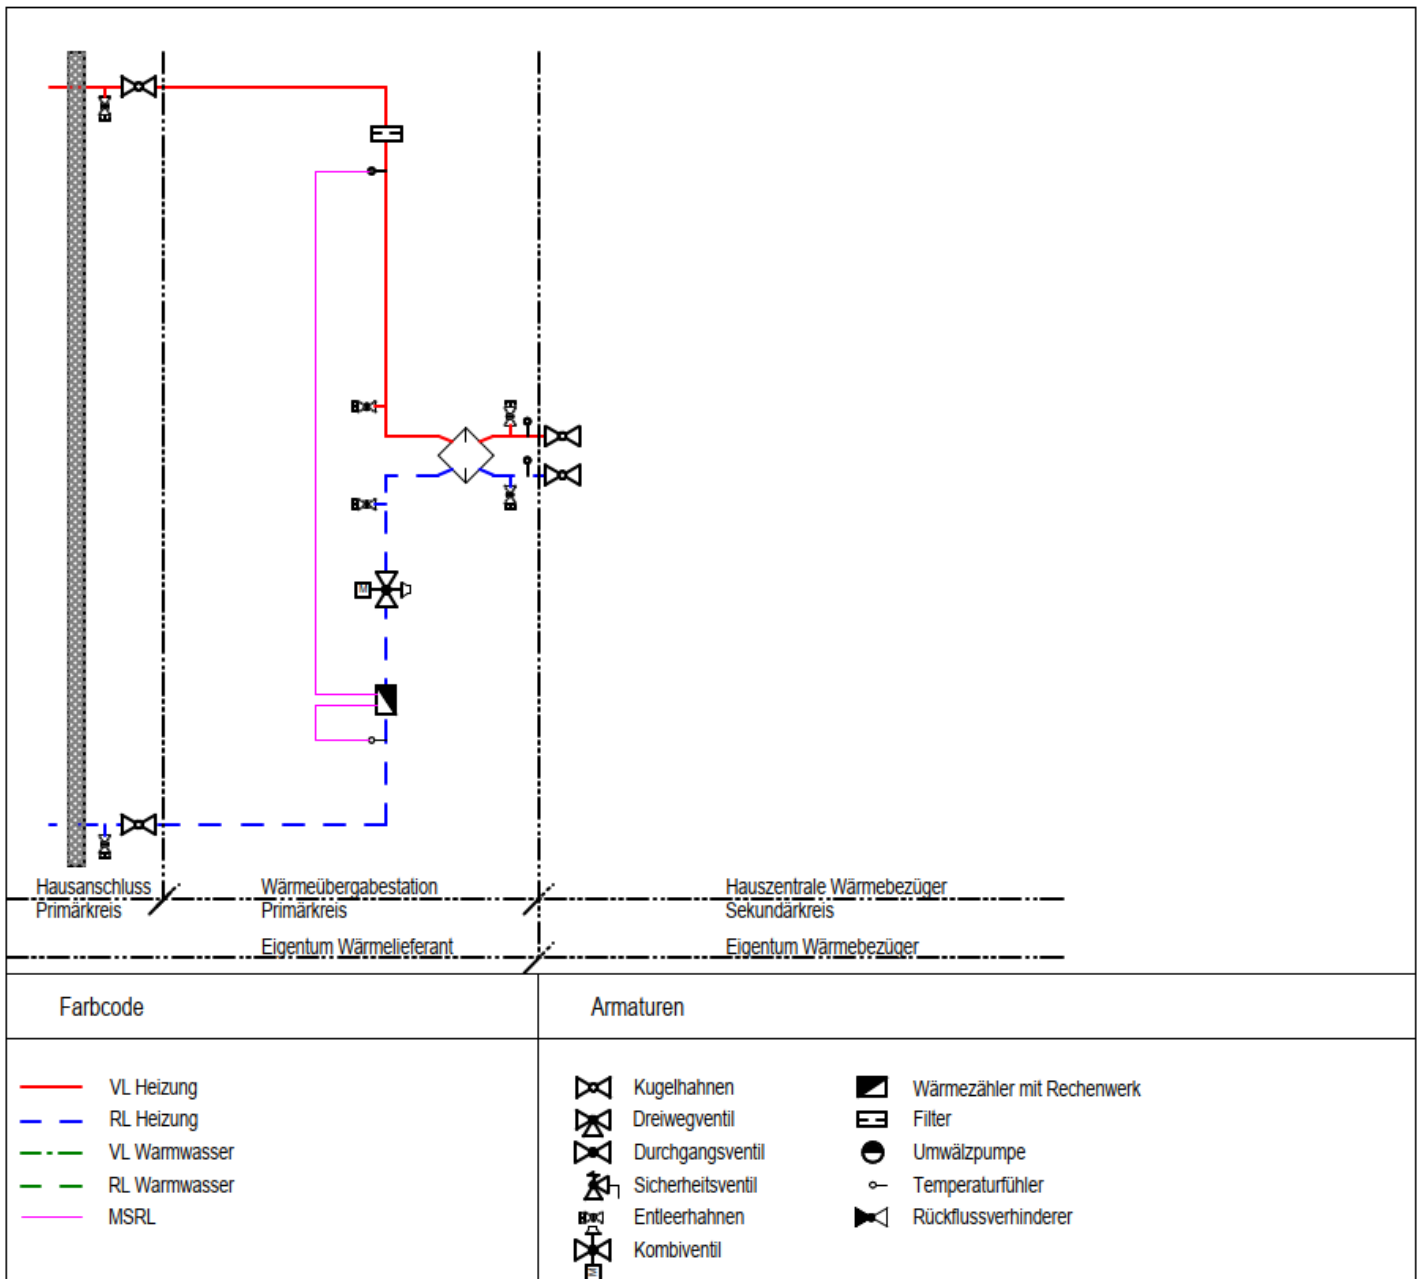 M
M
Hausanschluss Wärmeübergabestation Hauszentrale Wärmebezüger
Primärkreis Primärkreis Sekundärkreis
Eigentum Wärmelieferant Eigentum Wärmebezüger
Farbcode Armaturen
VL Heizung Kugelhahnen Wärmezähler mit Rechenwerk
RL Heizung Dreiwegventil Filter
VL Warmwasser Durchgangsventil Umwälzpumpe
RL Warmwasser Sicherheitsventil Temperaturfühler
MSRL Entleerhahnen Rückflussverhinderer
Kombiventil